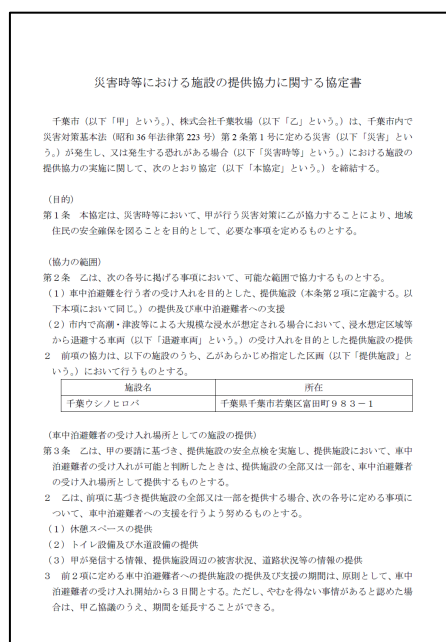 災害時等における施設の提供協力に関する協定書
千葉市（以下「甲」という。）、株式会社千葉牧場（以下「乙」という。）は、千葉市内で
災害対策基本法（昭和 36 年法律第 223 号）第２条第１号に定める災害（以下「災害」とい
う。）が発生し、又は発生する恐れがある場合（以下「災害時等」という。）における施設の
提供協力の実施に関して、次のとおり協定（以下「本協定」という。）を締結する。
（目的）
第１条　本協定は、災害時等において、甲が行う災害対策に乙が協力することにより、地域
住民の安全確保を図ることを目的として、必要な事項を定めるものとする。
（協力の範囲）
第２条　乙は、次の各号に掲げる事項において、可能な範囲で協力するものとする。
（１）車中泊避難を行う者の受け入れを目的とした、提供施設（本条第２項に定義する。以
下本項において同じ。）の提供及び車中泊避難者への支援
（２）市内で高潮・津波等による大規模な浸水が想定される場合において、浸水想定区域等
から退避する車両（以下「退避車両」という。）の受け入れを目的とした提供施設の提供
２　前項の協力は、以下の施設のうち、乙があらかじめ指定した区画（以下「提供施設」と
いう。）において行うものとする。
施設名　所在
千葉ウシノヒロバ　千葉県千葉市若葉区富田町９８３－１
（車中泊避難者の受け入れ場所としての施設の提供）
第３条　乙は、甲の要請に基づき、提供施設の安全点検を実施し、提供施設において、車中
泊避難者の受け入れが可能と判断したときは、提供施設の全部又は一部を、車中泊避難者
の受け入れ場所として提供するものとする。
２　乙は、前項に基づき提供施設の全部又は一部を提供する場合、次の各号に定める事項に
ついて、車中泊避難者への支援を行うよう努めるものとする。
（１）休憩スペースの提供
（２）トイレ設備及び水道設備の提供
（３）甲が発信する情報、提供施設周辺の被害状況、道路状況等の情報の提供
３　前２項に定める車中泊避難者への提供施設の提供及び支援の期間は、原則として、車中
泊避難者の受け入れ開始から３日間とする。ただし、やむを得ない事情があると認めた場
合は、甲乙協議のうえ、期間を延長することができる。